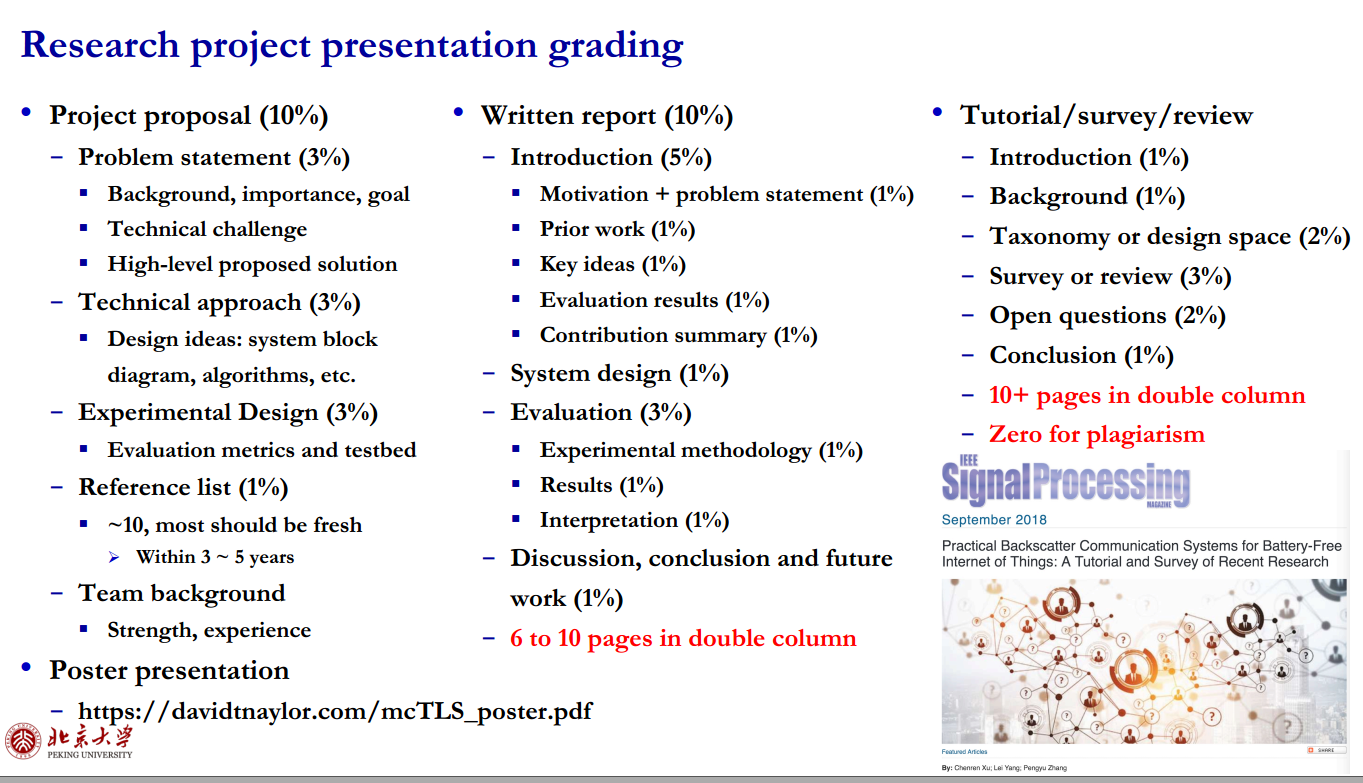 Research project presentation grading
• Project proposal (10%)
– Problem statement (3%)
▪ Background, importance, goal
▪ Technical challenge
▪ High-level proposed solution
– Technical approach (3%)
▪ Design ideas: system block
diagram, algorithms, etc.
– Experimental Design (3%)
▪ Evaluation metrics and testbed
– Reference list (1%)
▪ ~10, most should be fresh
➢ Within 3 ~ 5 years
– Team background
▪ Strength, experience
• Poster presentation
– https://davidtnaylor.com/mcTLS_poster.pdf
• Written report (10%)
– Introduction (5%)
▪ Motivation + problem statement (1%)
▪ Prior work (1%)
▪ Key ideas (1%)
▪ Evaluation results (1%)
▪ Contribution summary (1%)
– System design (1%)
– Evaluation (3%)
▪ Experimental methodology (1%)
▪ Results (1%)
▪ Interpretation (1%)
– Discussion, conclusion and future
work (1%)
– 6 to 10 pages in double column
• Tutorial/survey/review
– Introduction (1%)
– Background (1%)
– Taxonomy or design space (2%)
– Survey or review (3%)
– Open questions (2%)
– Conclusion (1%)
– 10+ pages in double column
– Zero for plagiarism
IEEE
SignalProcessing
MAGAZINE
September 2018
Practical Backscatter Communication Systems for Battery-Free
Internet of Things: A Tutorial and Survey of Recent Research
Featured Articles
SHARE
By: Chenren Xu; Lei Yang; Pengyu Zhang
北京大学
PEKING UNIVERSITY